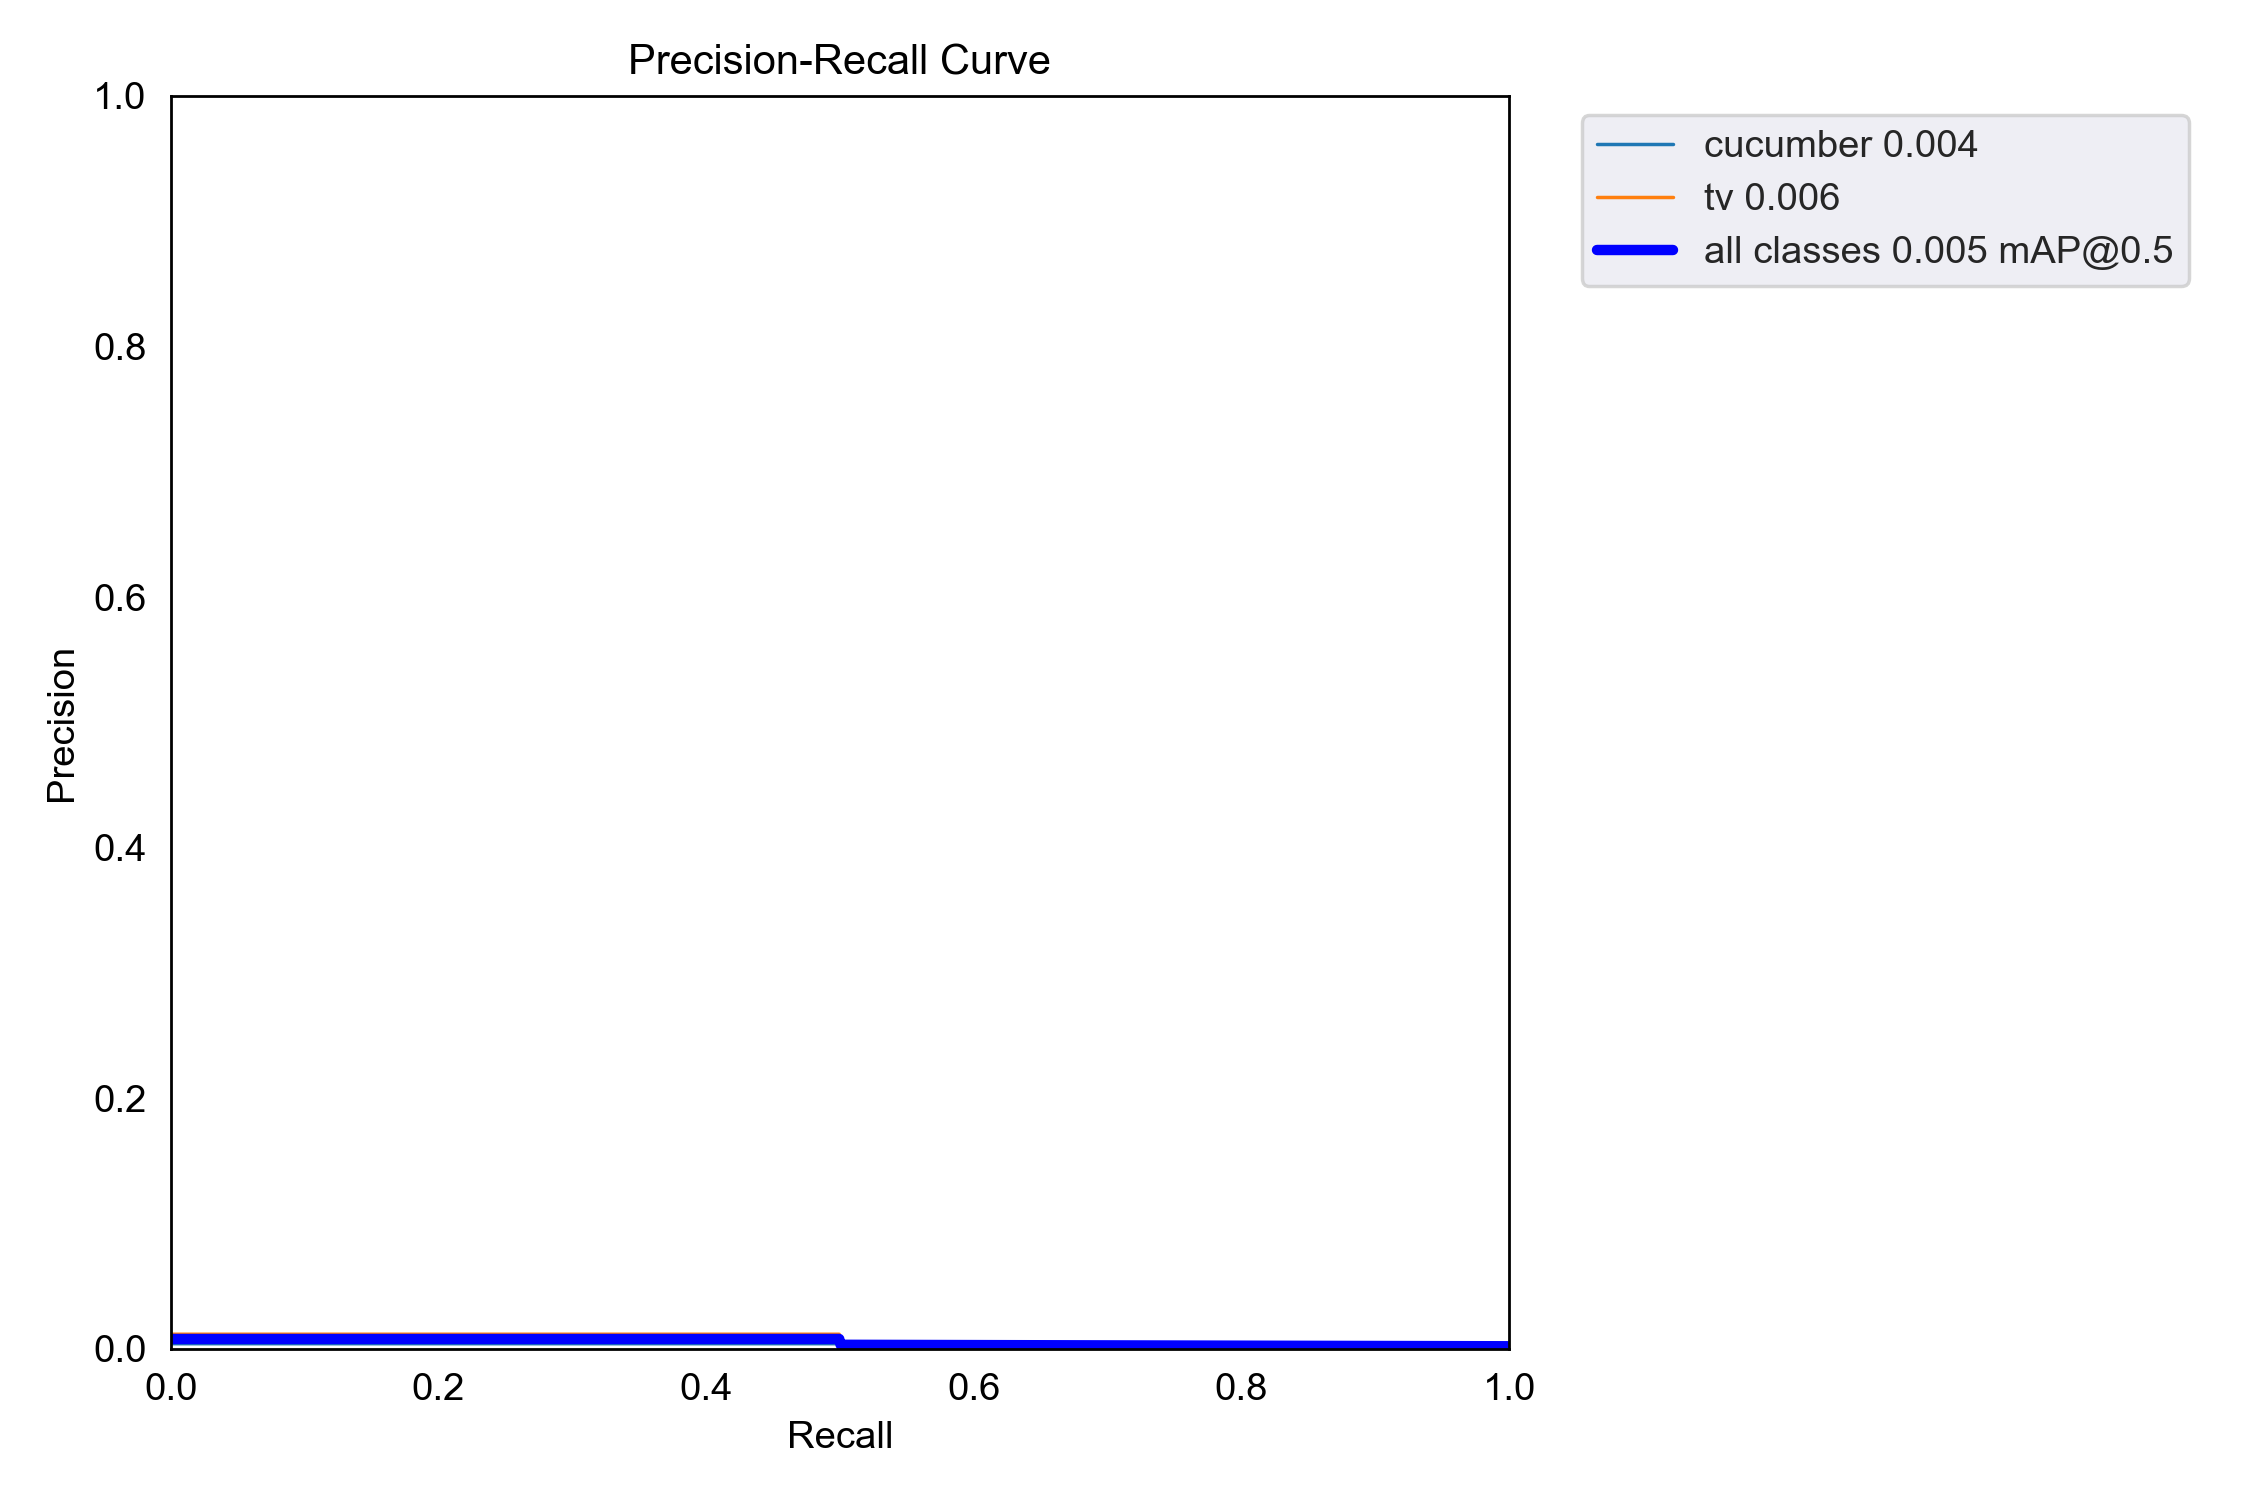 Precision-Recall Curve
1.0
0.8
0.6
0.4
0.2
0.0
Precision
0.0 0.2 0.4 0.6 0.8 1.0
Recall
cucumber 0.004
tv 0.006
all classes 0.005 mAP@0.5